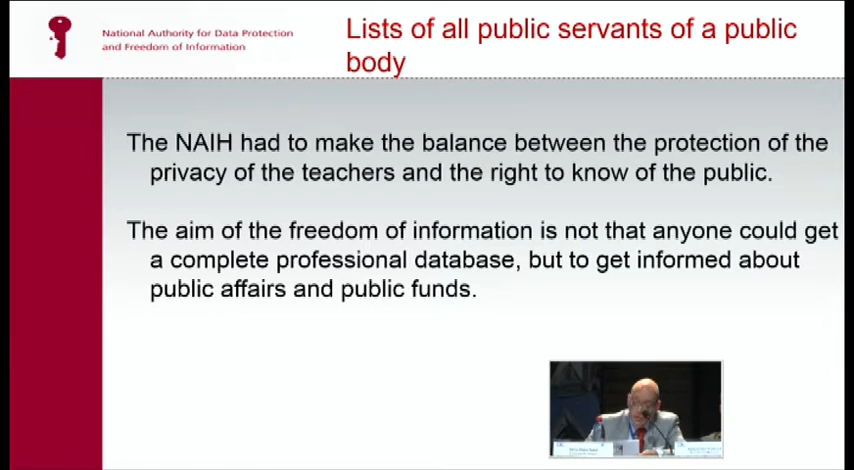 National Authority for Data Protection
and Freedom of Information
Lists of all public servants of a public
body
The NAIH had to make the balance between the protection of the
privacy of the teachers and the right to know of the public.
The aim of the freedom of information is not that anyone could get
a complete professional database, but to get informed about
public affairs and public funds.